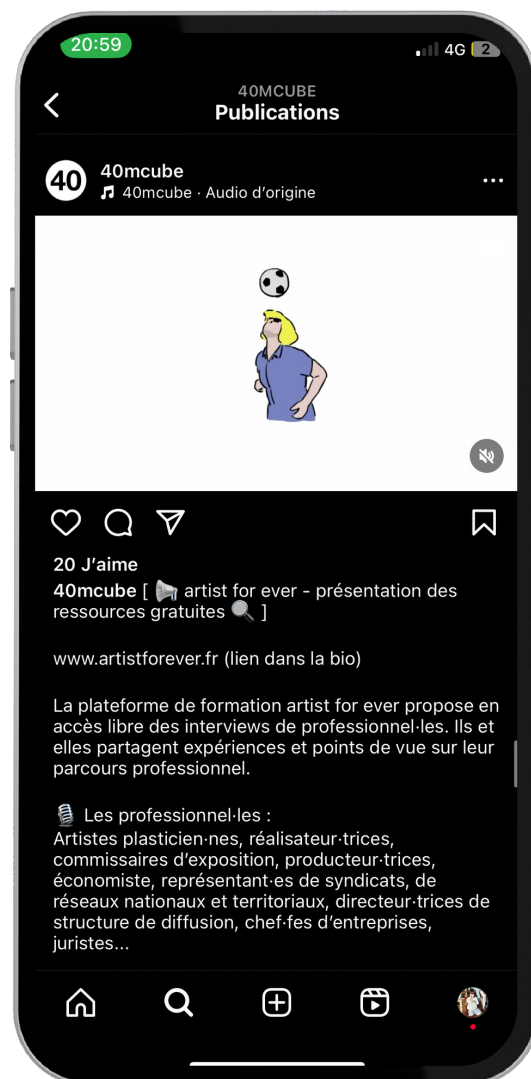 20:59
4G 2
40MCUBE
Publications
40
40mcube
40mcube · Audio d'origine
20 J'aime
40mcube [ 📢 artist for ever - présentation des
ressources gratuites 🔍 ]
www.artistforever.fr (lien dans la bio)
La plateforme de formation artist for ever propose en
accès libre des interviews de professionnel·les. Ils et
elles partagent expériences et points de vue sur leur
parcours professionnel.
🎙️ Les professionnel·les :
Artistes plasticien·nes, réalisateur·trices,
commissaires d'exposition, producteur·trices,
économiste, représentant·es de syndicats, de
réseaux nationaux et territoriaux, directeur·trices de
structure de diffusion, chef·fes d'entreprises,
juristes...